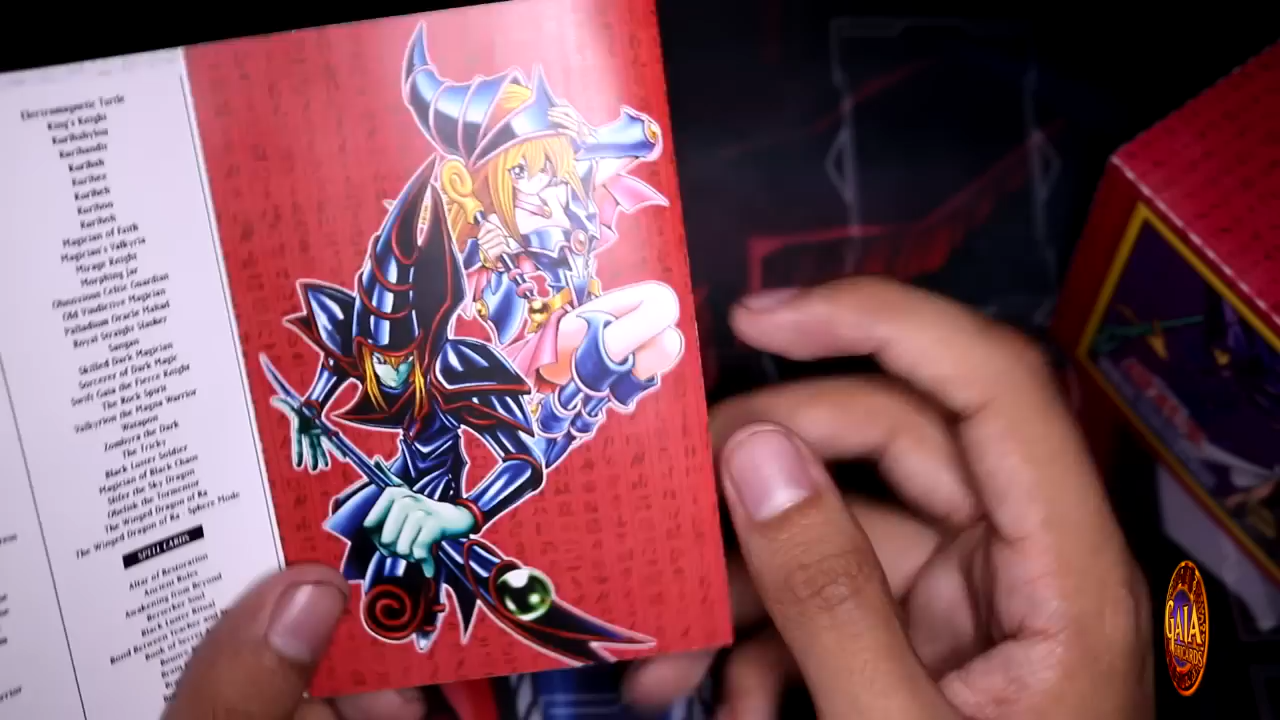 Electromagnetic Turtle
King's Knight
Kuribabylon
Kuribandit
Kuribah
Kuribee
Kuribeh
Kuriboo
Kuriboh
Magician of Faith
Magician's Valkyria
Mirage Knight
Morphing Jar
Obnoxious Celtic Guardian
Old Vindictive Magician
Palladium Oracle Mahad
Royal Straight Slasher
Sangan
Skilled Dark Magician
Sorcerer of Dark Magic
Swift Gaia the Fierce Knight
The Rock Spirit
Valkyrion the Magna Warrior
Watapon
Zombyra the Dark
The Tricky
Black Luster Soldier
Magician of Black Chaos
Slifer the Sky Dragon
Obelisk the Tormentor
The Winged Dragon of Ra
The Winged Dragon of Ra - Sphere Mode
SPELL CARDS
Altar of Restoration
Ancient Rules
Awakening from Beyond
Berserker Soul
Black Luster Ritual
Bond Between Teacher and
Book of Secret
GAIA